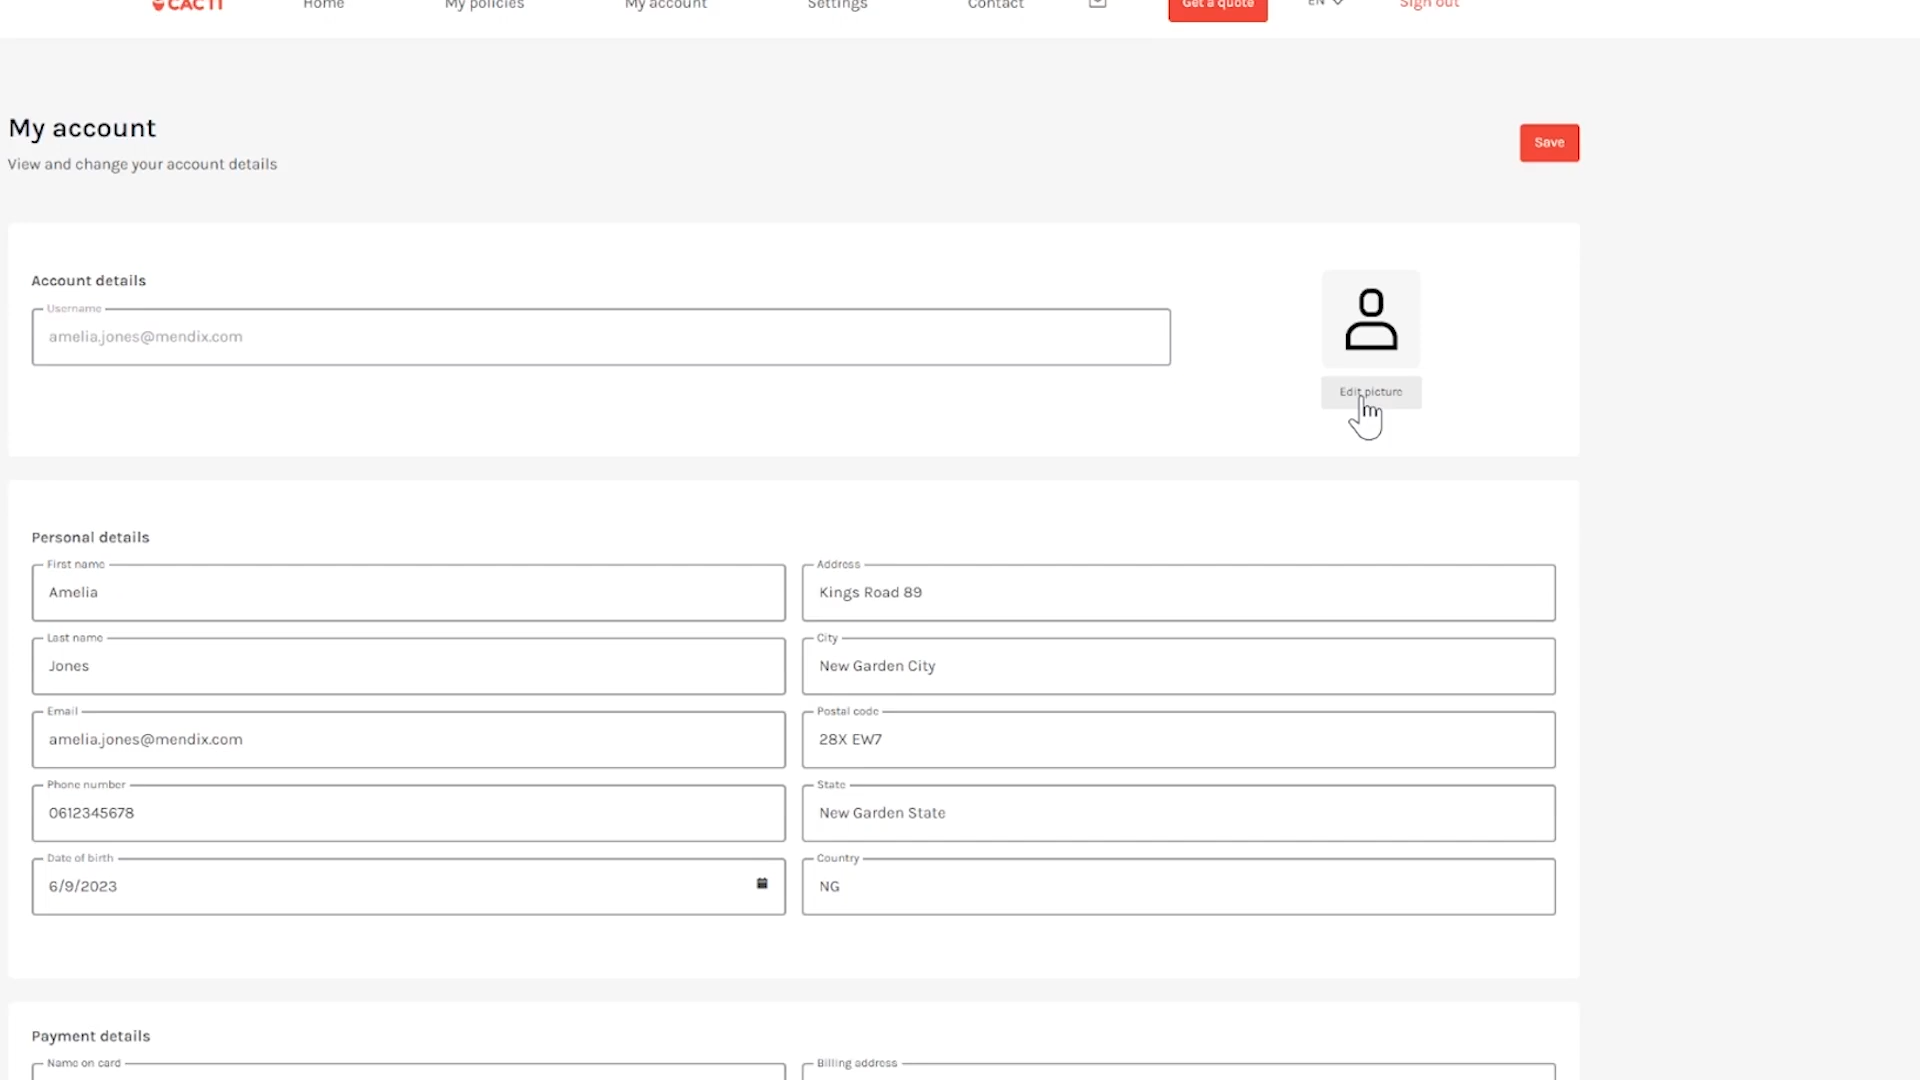 CACTI Home My policies My account Settings Contact Get a quote EN Sign out
My account
View and change your account details
Save
Account details
Username
amelia.jones@mendix.com
Edit picture
Personal details
First name
Amelia
Address
Kings Road 89
Last name
Jones
City
New Garden City
Email
amelia.jones@mendix.com
Postal code
28X EW7
Phone number
0612345678
State
New Garden State
Date of birth
6/9/2023
Country
NG
Payment details
Name on card
Billing address